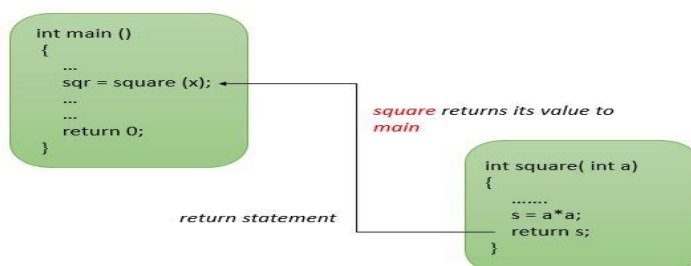 int main ()
{
...
sqr = square (x);
...
...
return 0;
}
square returns its value to
main
return statement
int square( int a)
{
.......
s = a*a;
return s;
}